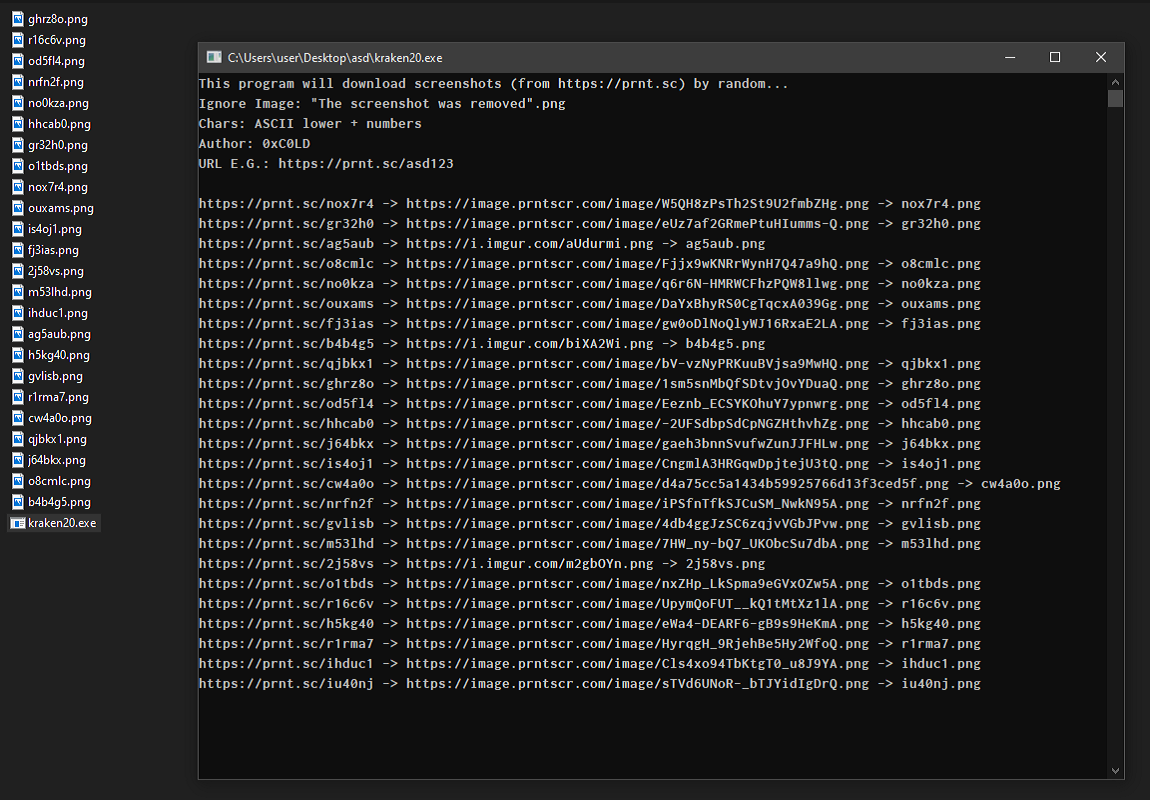 ghrz8o.png
r16c6v.png
od5fl4.png
nrfn2f.png
no0kza.png
hhcab0.png
gr32h0.png
o1tbds.png
nox7r4.png
ouxams.png
is4oj1.png
fj3ias.png
2j58vs.png
m53lhd.png
ihduc1.png
ag5aub.png
h5kg40.png
gvlisb.png
r1rma7.png
cw4a0o.png
qjbkx1.png
j64bkx.png
o8cmlc.png
b4b4g5.png
kraken20.exe
C:\Users\user\Desktop\asd\kraken20.exe
This program will download screenshots (from https://prnt.sc) by random...
Ignore Image: "The screenshot was removed".png
Chars: ASCII lower + numbers
Author: 0xC0LD
URL E.G.: https://prnt.sc/asd123
https://prnt.sc/nox7r4 -> https://image.prntscr.com/image/W5QH8zPsTh2St9U2fmbZHg.png -> nox7r4.png
https://prnt.sc/gr32h0 -> https://image.prntscr.com/image/eUz7af2GRmePtuHIumms-Q.png -> gr32h0.png
https://prnt.sc/ag5aub -> https://i.imgur.com/aUdurmi.png -> ag5aub.png
https://prnt.sc/o8cmlc -> https://image.prntscr.com/image/Fjjx9wKNRrWynH7Q47a9hQ.png -> o8cmlc.png
https://prnt.sc/no0kza -> https://image.prntscr.com/image/q6r6N-HMRWCFhzPQW8llwg.png -> no0kza.png
https://prnt.sc/ouxams -> https://image.prntscr.com/image/DaYxBhyRS0CgTqcxA039Gg.png -> ouxams.png
https://prnt.sc/fj3ias -> https://image.prntscr.com/image/gw0oDlNoQlyWJ16RxaE2LA.png -> fj3ias.png
https://prnt.sc/b4b4g5 -> https://i.imgur.com/biXA2Wi.png -> b4b4g5.png
https://prnt.sc/qjbkx1 -> https://image.prntscr.com/image/bV-vzNyPRKuuBVjsa9MwHQ.png -> qjbkx1.png
https://prnt.sc/ghrz8o -> https://image.prntscr.com/image/1sm5snMbQfSDtvjOvYDuaQ.png -> ghrz8o.png
https://prnt.sc/od5fl4 -> https://image.prntscr.com/image/Eeznb_ECSYKOhuY7ypnwrg.png -> od5fl4.png
https://prnt.sc/hhcab0 -> https://image.prntscr.com/image/-2UFSdbpSdCpNGZHthvhZg.png -> hhcab0.png
https://prnt.sc/j64bkx -> https://image.prntscr.com/image/gaeh3bnnSvufwZunJJFHLw.png -> j64bkx.png
https://prnt.sc/is4oj1 -> https://image.prntscr.com/image/CngmlA3HRGqwDpjtejU3tQ.png -> is4oj1.png
https://prnt.sc/cw4a0o -> https://image.prntscr.com/image/d4a75cc5a1434b59925766d13f3ced5f.png -> cw4a0o.png
https://prnt.sc/nrfn2f -> https://image.prntscr.com/image/iPSfnTfkSJCuSM_NwkN95A.png -> nrfn2f.png
https://prnt.sc/gvlisb -> https://image.prntscr.com/image/4db4ggJzSC6zqjvVGbJPvw.png -> gvlisb.png
https://prnt.sc/m53lhd -> https://image.prntscr.com/image/7HW_ny-bQ7_UKObcSu7dbA.png -> m53lhd.png
https://prnt.sc/2j58vs -> https://i.imgur.com/m2gbOYn.png -> 2j58vs.png
https://prnt.sc/o1tbds -> https://image.prntscr.com/image/nxZHp_LkSpma9eGVxOZw5A.png -> o1tbds.png
https://prnt.sc/r16c6v -> https://image.prntscr.com/image/UpymQoFUT__kQ1tMtXz1lA.png -> r16c6v.png
https://prnt.sc/h5kg40 -> https://image.prntscr.com/image/eWa4-DEARF6-gB9s9HeKmA.png -> h5kg40.png
https://prnt.sc/r1rma7 -> https://image.prntscr.com/image/HyrqgH_9RjehBe5Hy2WfoQ.png -> r1rma7.png
https://prnt.sc/ihduc1 -> https://image.prntscr.com/image/Cls4xo94TbKtgT0_u8J9YA.png -> ihduc1.png
https://prnt.sc/iu40nj -> https://image.prntscr.com/image/sTVd6UNoR-_bTJYidIgDrQ.png -> iu40nj.png